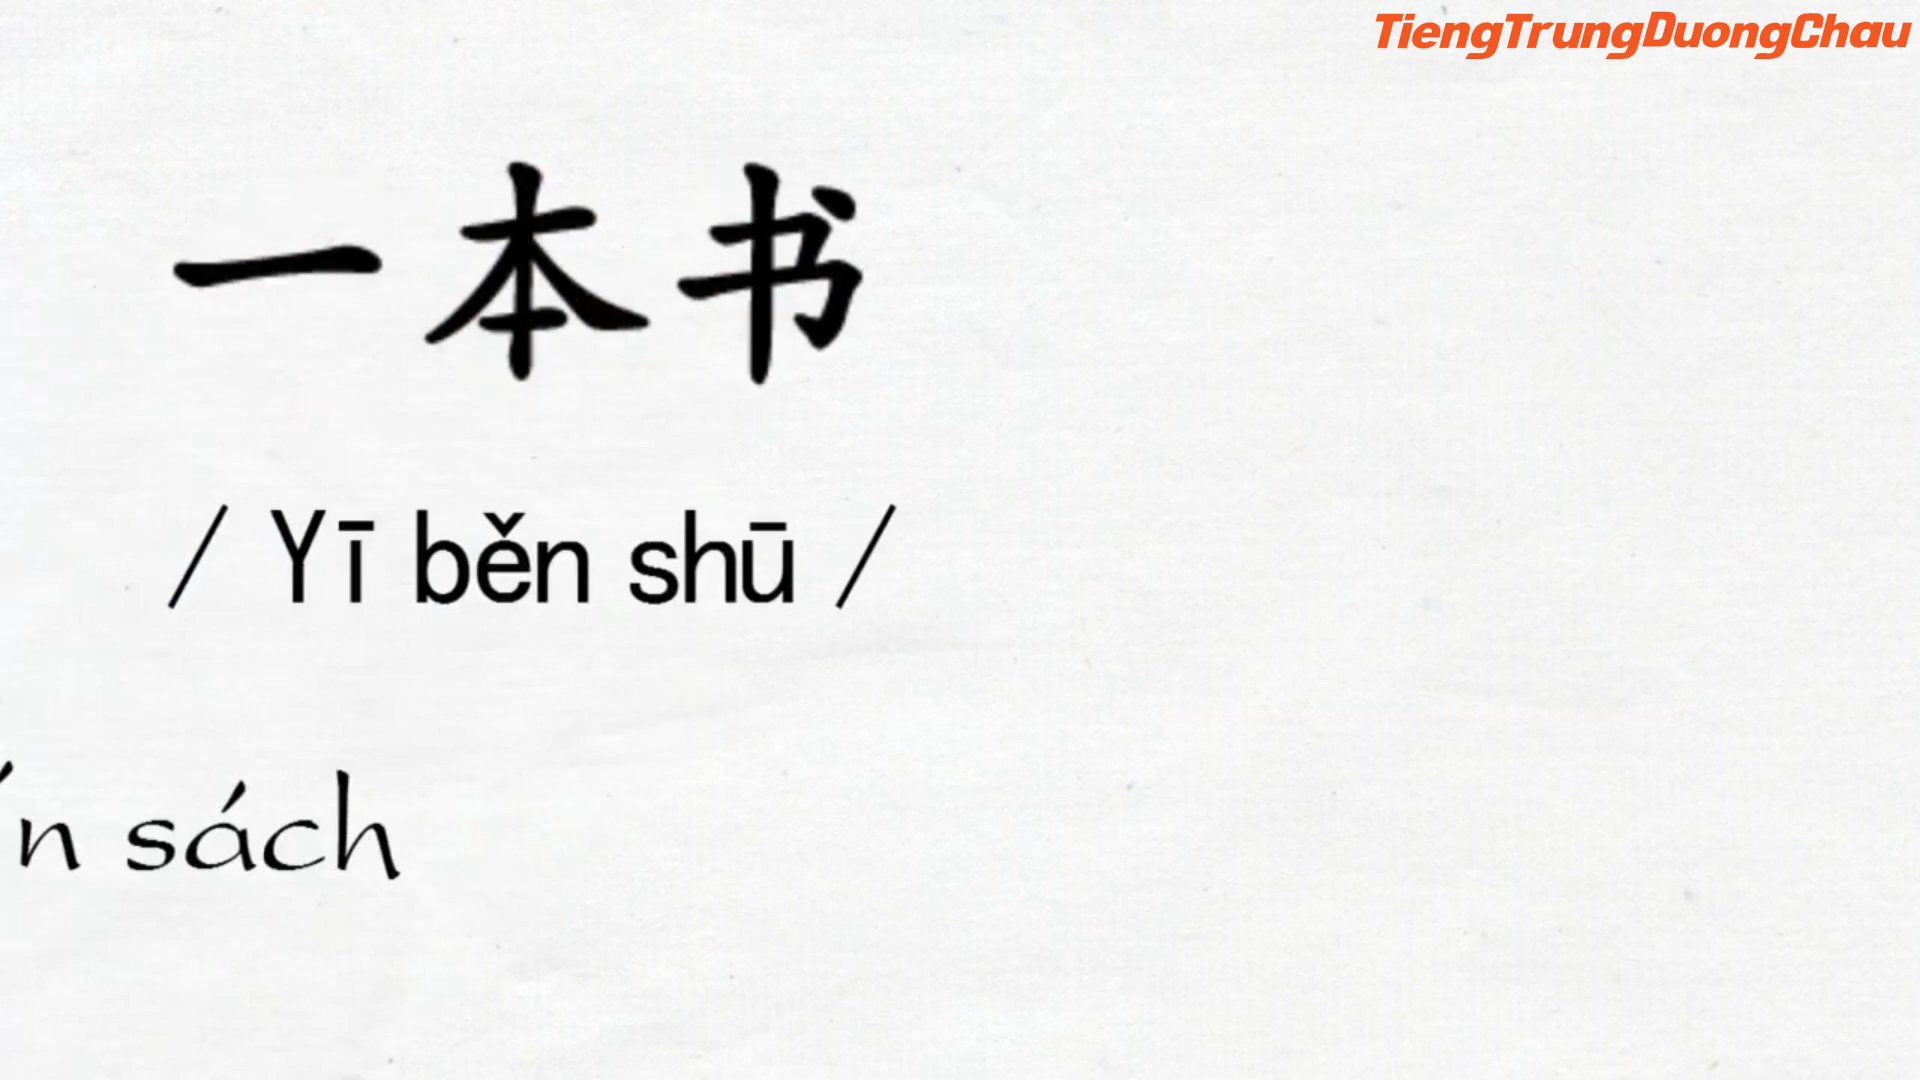 TiengTrungDuongChau
一本书
/ Yī běn shū /
sách